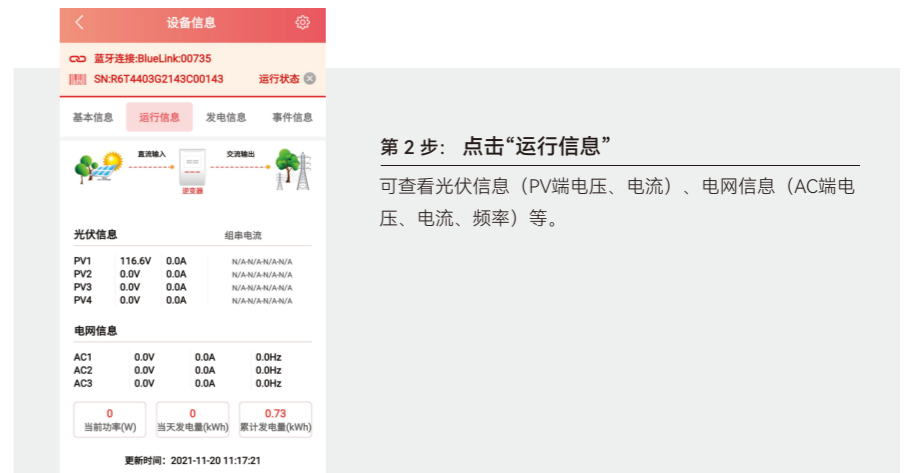 设备信息
蓝牙连接:BlueLink:00735
SN:R6T4403G2143C00143 运行状态
基本信息 运行信息 发电信息 事件信息
直流输入 交流输出
逆变器
光伏信息 组串电流
PV1 116.6V 0.0A N/A-N/A-N/A-N/A
PV2 0.0V 0.0A N/A-N/A-N/A-N/A
PV3 0.0V 0.0A N/A-N/A-N/A-N/A
PV4 0.0V 0.0A N/A-N/A-N/A-N/A
电网信息
AC1 0.0V 0.0A 0.0Hz
AC2 0.0V 0.0A 0.0Hz
AC3 0.0V 0.0A 0.0Hz
0 0 0.73
当前功率(W) 当天发电量(kWh) 累计发电量(kWh)
更新时间：2021-11-20 11:17:21
第 2 步: 点击“运行信息”
可查看光伏信息（PV端电压、电流）、电网信息（AC端电
压、电流、频率）等。